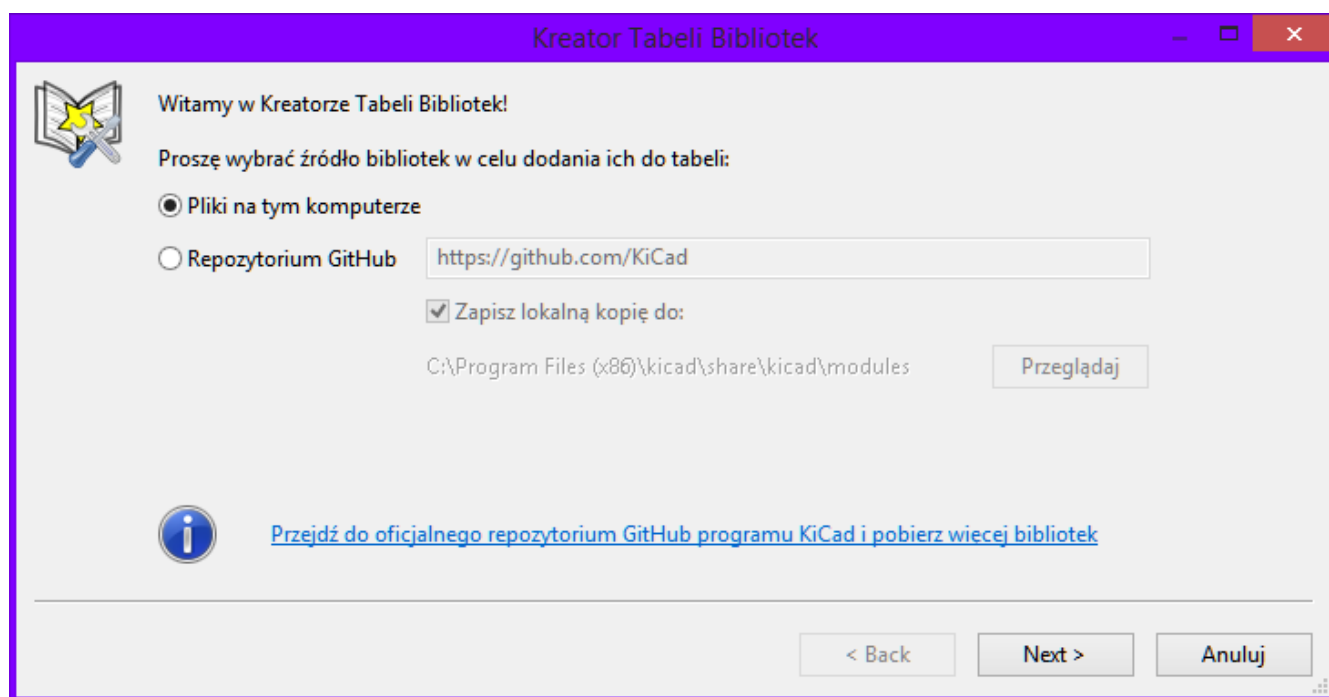 Kreator Tabeli Bibliotek
Witamy w Kreatorze Tabeli Bibliotek!
Proszę wybrać źródło bibliotek w celu dodania ich do tabeli:
Pliki na tym komputerze
Repozytorium GitHub https://github.com/KiCad
Zapisz lokalną kopię do:
C:\Program Files (x86)\kicad\share\kicad\modules Przeglądaj
Przejdź do oficjalnego repozytorium GitHub programu KiCad i pobierz wiecej bibliotek
< Back Next > Anuluj